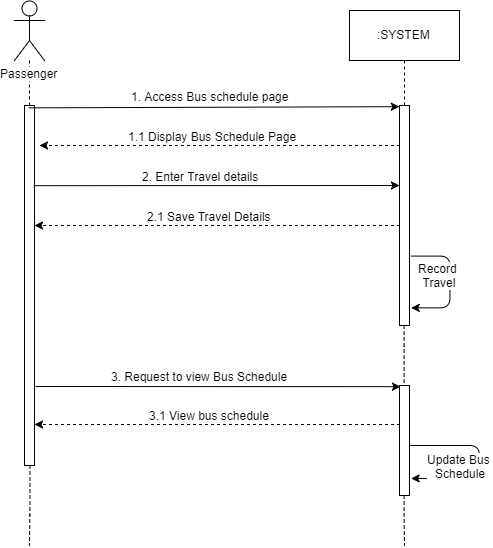 :SYSTEM
Passenger
1. Access Bus schedule page
1.1 Display Bus Schedule Page
2. Enter Travel details
2.1 Save Travel Details
Record
Travel
3. Request to view Bus Schedule
3.1 View bus schedule
Update Bus
Schedule